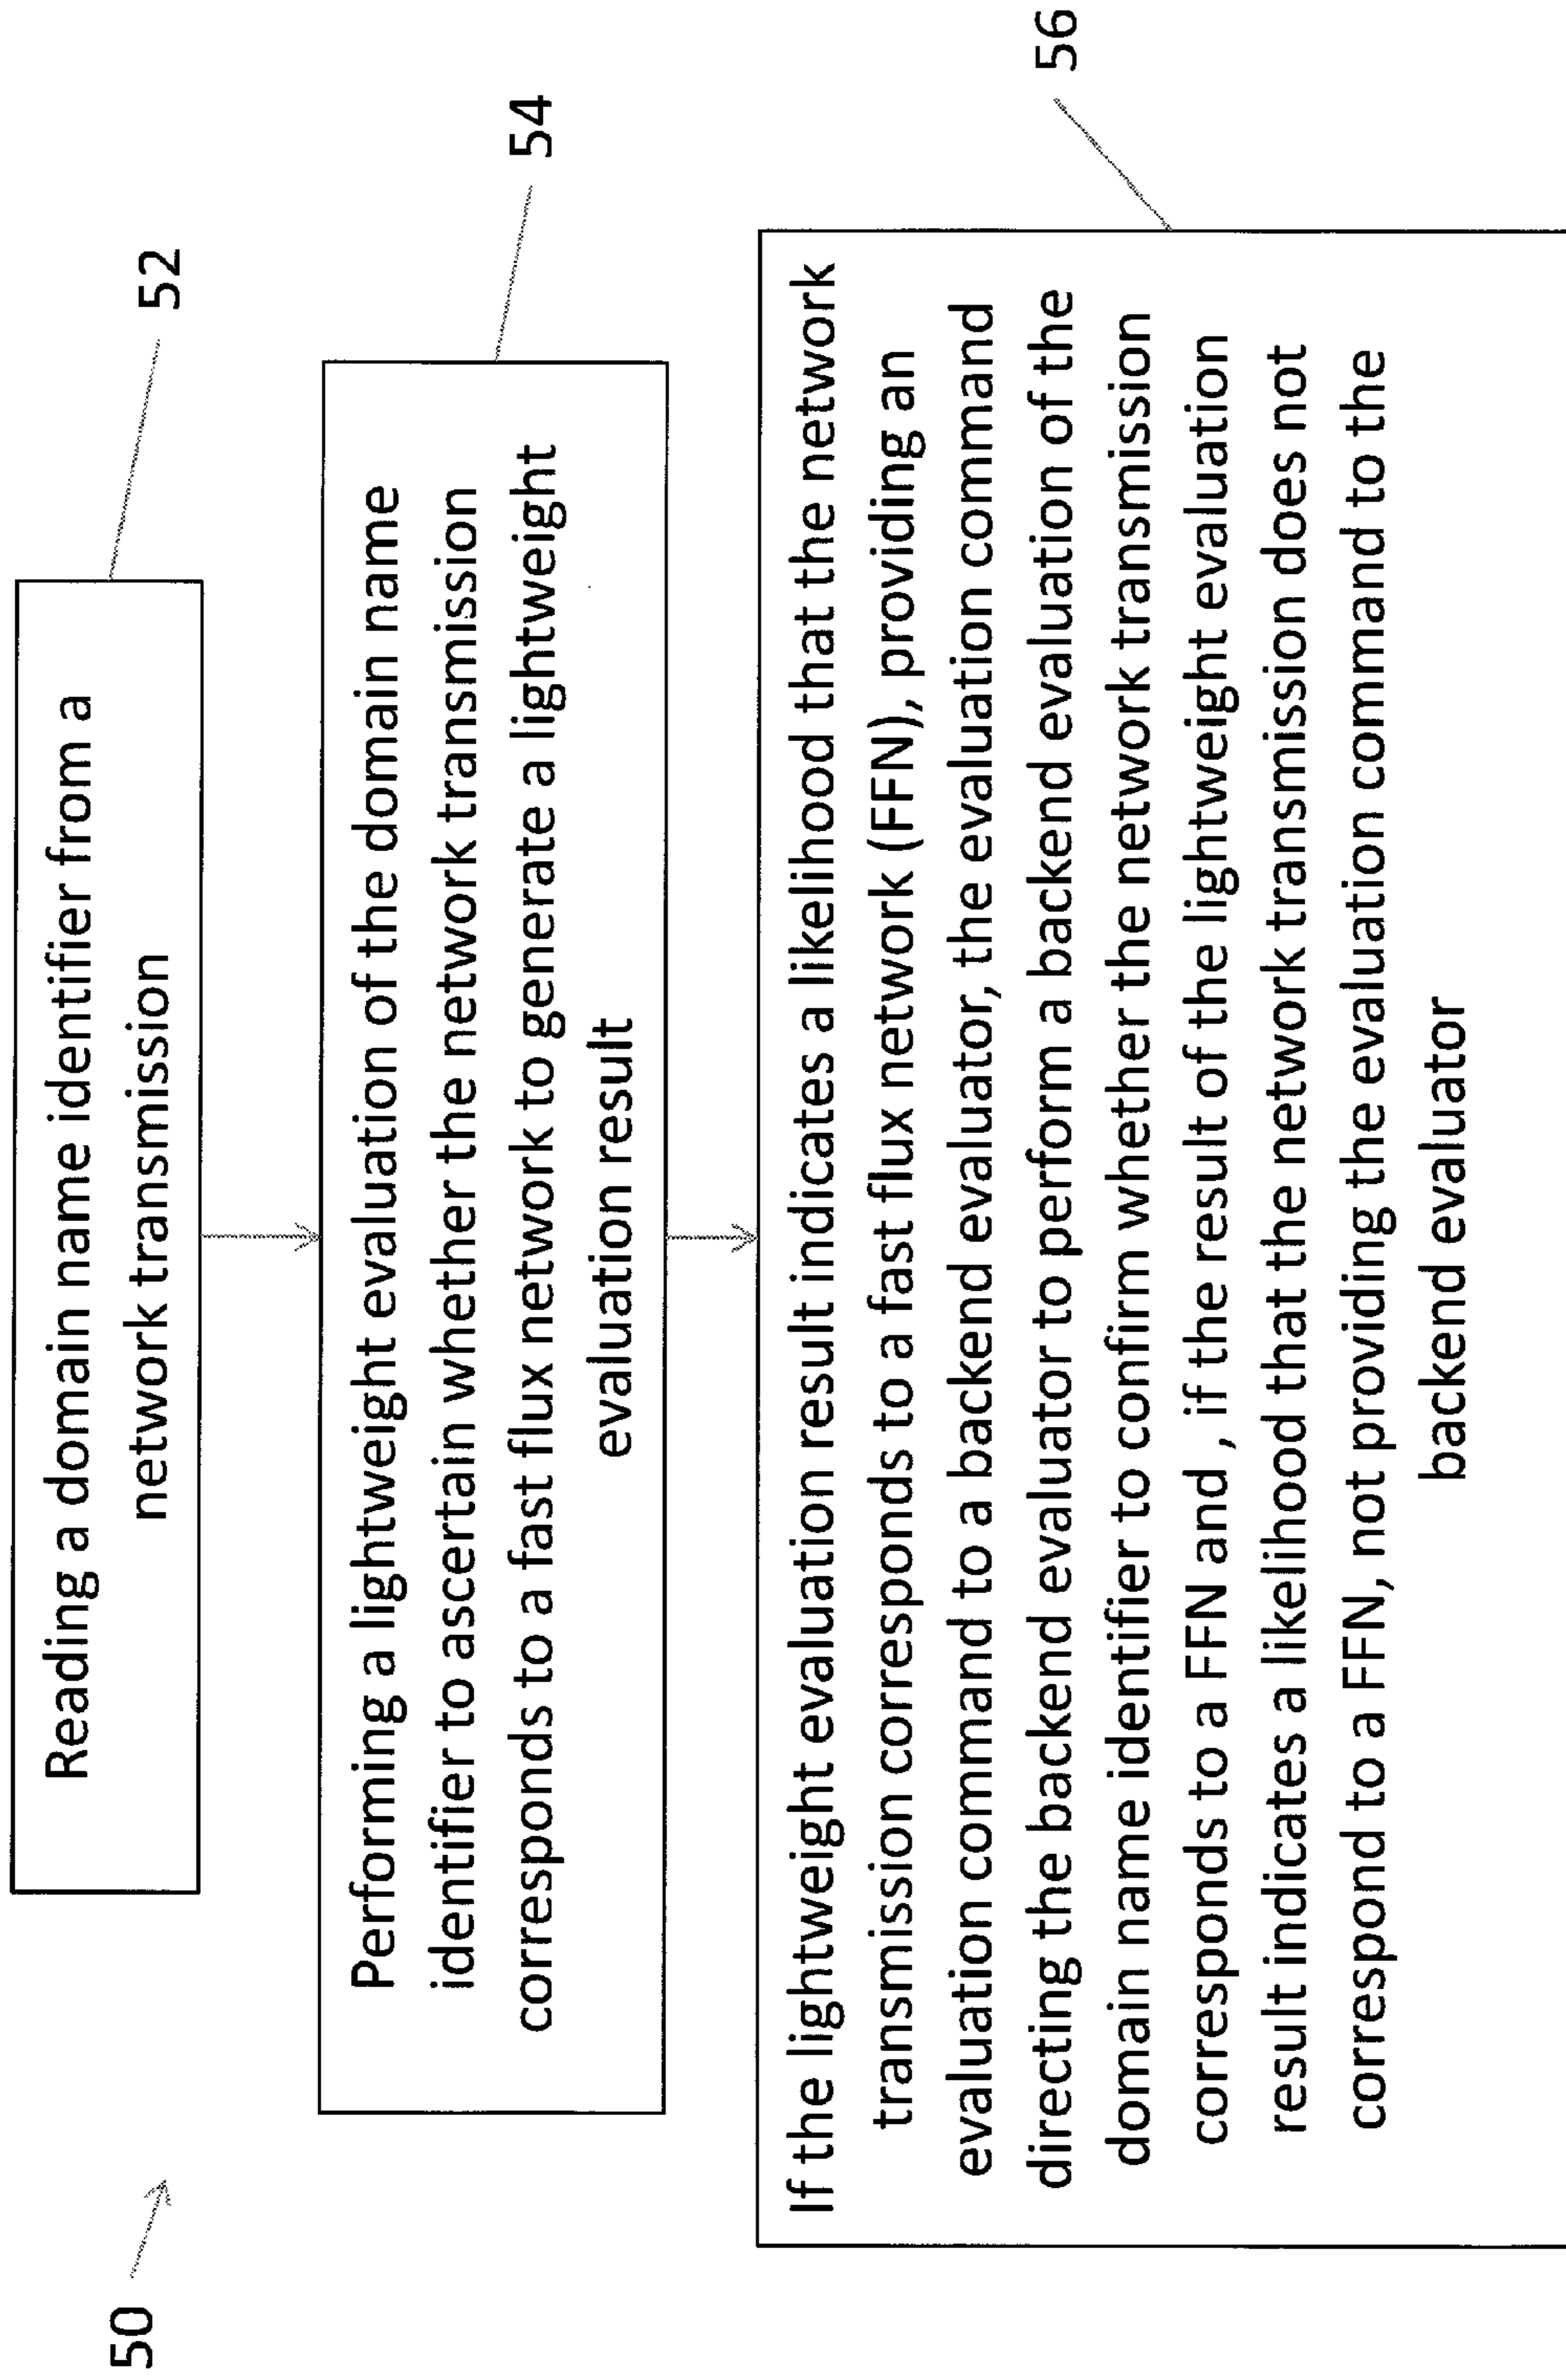 50
Reading a domain name identifier from a
network transmission
52
Performing a lightweight evaluation of the domain name
identifier to ascertain whether the network transmission
corresponds to a fast flux network to generate a lightweight
evaluation result
54
If the lightweight evaluation result indicates a likelihood that the network
transmission corresponds to a fast flux network (FFN), providing an
evaluation command to a backend evaluator, the evaluation command
directing the backend evaluator to perform a backend evaluation of the
domain name identifier to confirm whether the network transmission
corresponds to a FFN and , if the result of the lightweight evaluation
result indicates a likelihood that the network transmission does not
correspond to a FFN, not providing the evaluation command to the
backend evaluator
56